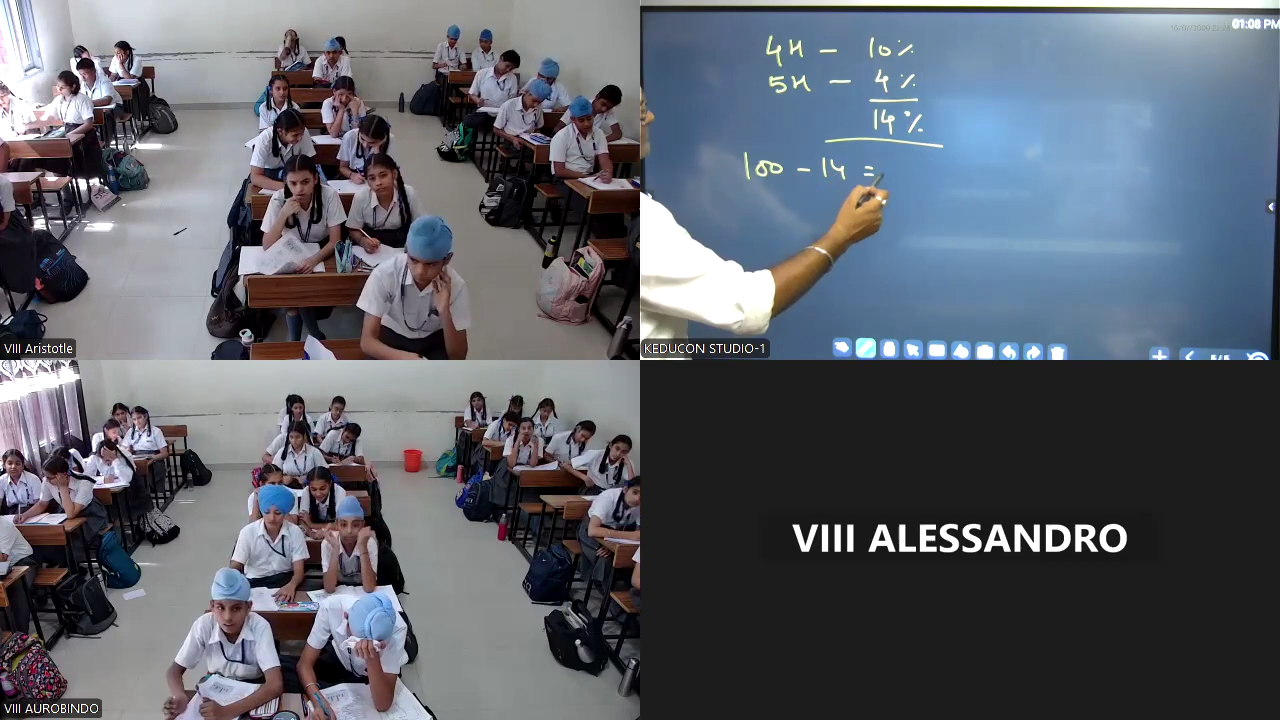 01:08 PM
4H – 10%
5H – 4%
14%
100 – 14 =
VIII Aristotle
KEDUCON STUDIO-1
VIII AUROBINDO
VIII ALESSANDRO